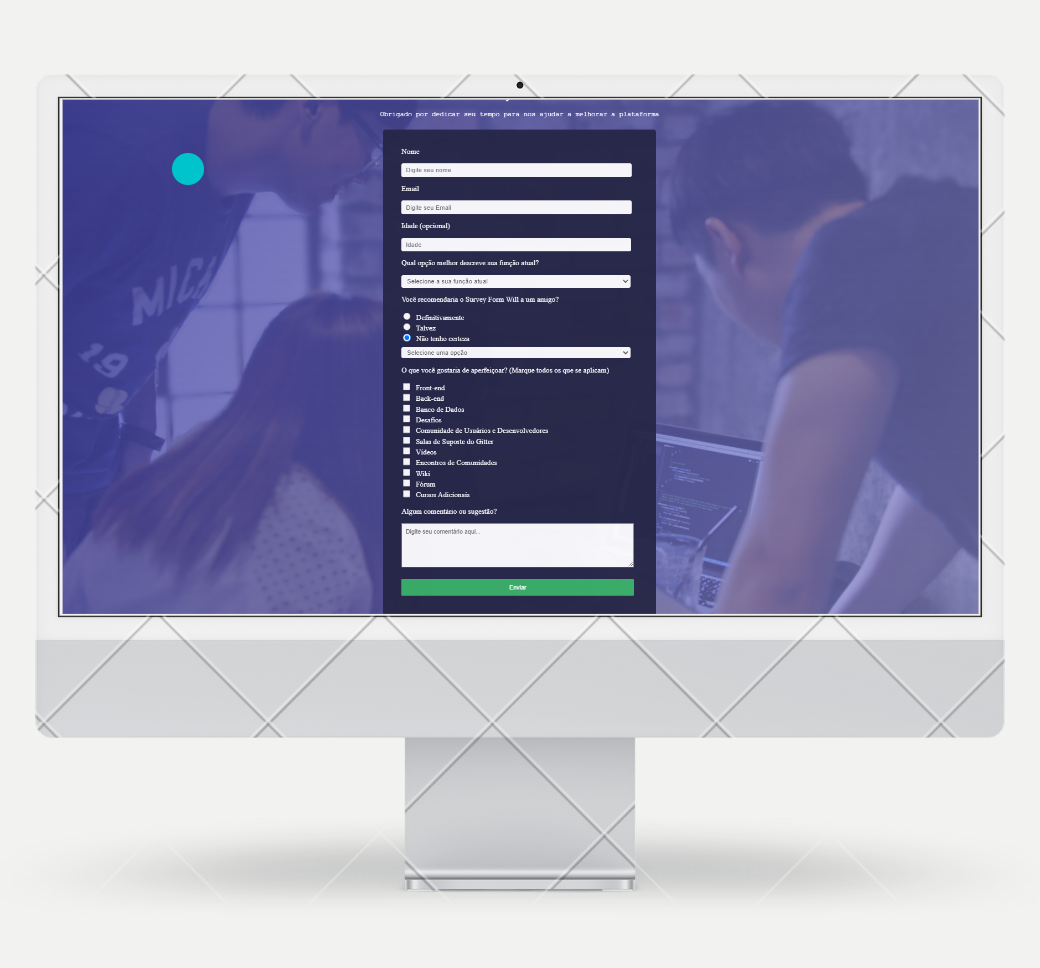 Obrigado por dedicar seu tempo para nos ajudar a melhorar a plataforma
Nome
Digite seu nome
Email
Digite seu Email
Idade (opcional)
Idade
Qual opção melhor descreve sua função atual?
Selecione a sua função atual
Você recomendaria o Survey Form Will a um amigo?
Definitivamente
Talvez
Não tenho certeza
Selecione uma opção
O que você gostaria de aperfeiçoar? (Marque todos os que se aplicam)
Front-end
Back-end
Banco de Dados
Desafios
Comunidade de Usuários e Desenvolvedores
Salas de Suporte do Gitter
Vídeos
Encontros de Comunidades
Wiki
Fórum
Cursos Adicionais
Algum comentário ou sugestão?
Digite seu comentário aqui...
Enviar
19